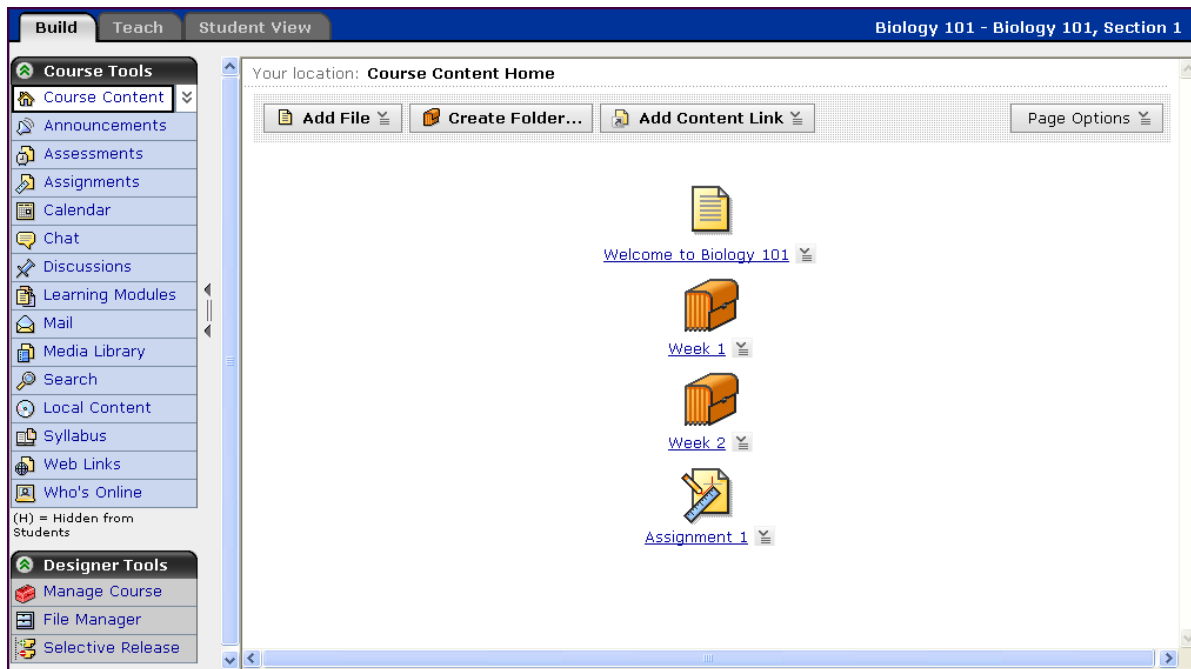 Build Teach Student View Biology 101 - Biology 101, Section 1
Course Tools
Course Content
Announcements
Assessments
Assignments
Calendar
Chat
Discussions
Learning Modules
Mail
Media Library
Search
Local Content
Syllabus
Web Links
Who's Online
(H) = Hidden from
Students
Designer Tools
Manage Course
File Manager
Selective Release
Your location: Course Content Home
Add File Create Folder... Add Content Link Page Options
Welcome to Biology 101
Week 1
Week 2
Assignment 1